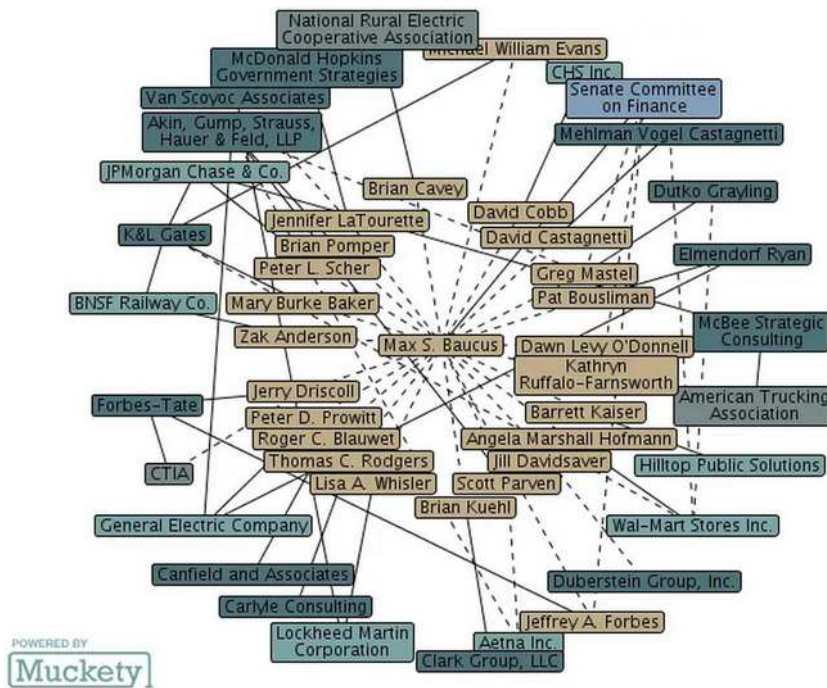 National Rural Electric
Cooperative Association
Michael William Evans
McDonald Hopkins
Government Strategies
CHS Inc.
Senate Committee
on Finance
Van Scoyoc Associates
Akin, Gump, Strauss,
Hauer & Feld, LLP
Mehlman Vogel Castagnetti
JPMorgan Chase & Co.
Brian Cavey
Dutko Grayling
Jennifer LaTourette
David Cobb
K&L Gates
Brian Pomper
David Castagnetti
Elmendorf Ryan
Peter L. Scher
Greg Mastel
BNSF Railway Co.
Mary Burke Baker
Pat Bousliman
McBee Strategic
Consulting
Zak Anderson
Max S. Baucus
Dawn Levy O'Donnell
Kathryn
Ruffalo-Farnsworth
Forbes-Tate
Jerry Driscoll
American Trucking
Association
Peter D. Prowitt
Barrett Kaiser
Roger C. Blauwet
Angela Marshall Hofmann
CTIA
Thomas C. Rodgers
Jill Davidsaver
Hilltop Public Solutions
Lisa A. Whisler
Scott Parven
Brian Kuehl
General Electric Company
Wal-Mart Stores Inc.
Canfield and Associates
Duberstein Group, Inc.
Carlyle Consulting
Jeffrey A. Forbes
Lockheed Martin
Corporation
Aetna Inc.
Clark Group, LLC
POWERED BY
Muckety